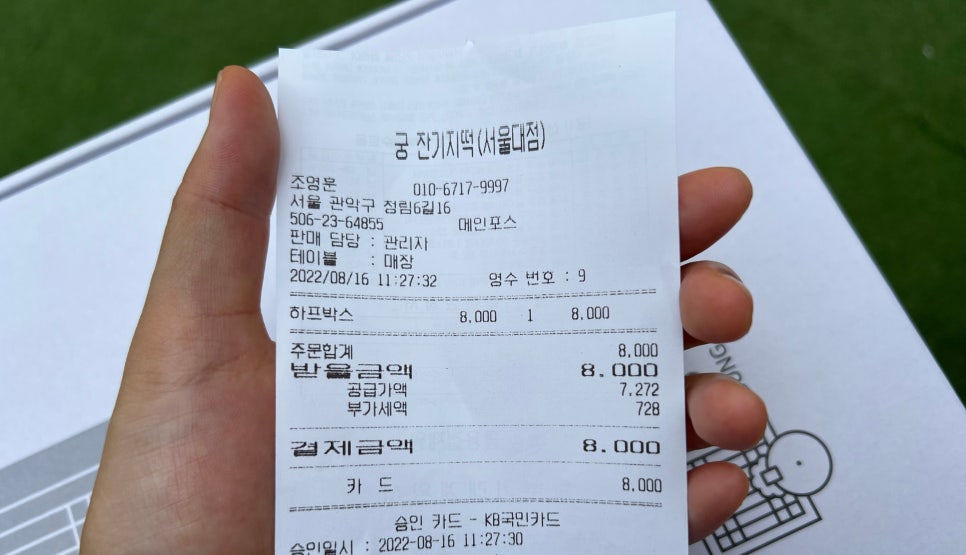 궁 잔기지떡(서울대점)
조영훈 010-6717-9997
서울 관악구 정림6길16
506-23-64855 메인포스
판매 담당 : 관리자
테이블 : 매장
2022/08/16 11:27:32 영수 번호 : 9
하프박스 8,000 1 8,000
주문합계 8,000
받을금액 8,000
공급가액 7,272
부가세액 728
결제금액 8,000
카 드 8,000
승인 카드 - KB국민카드
승인일시 : 2022-08-16 11:27:30